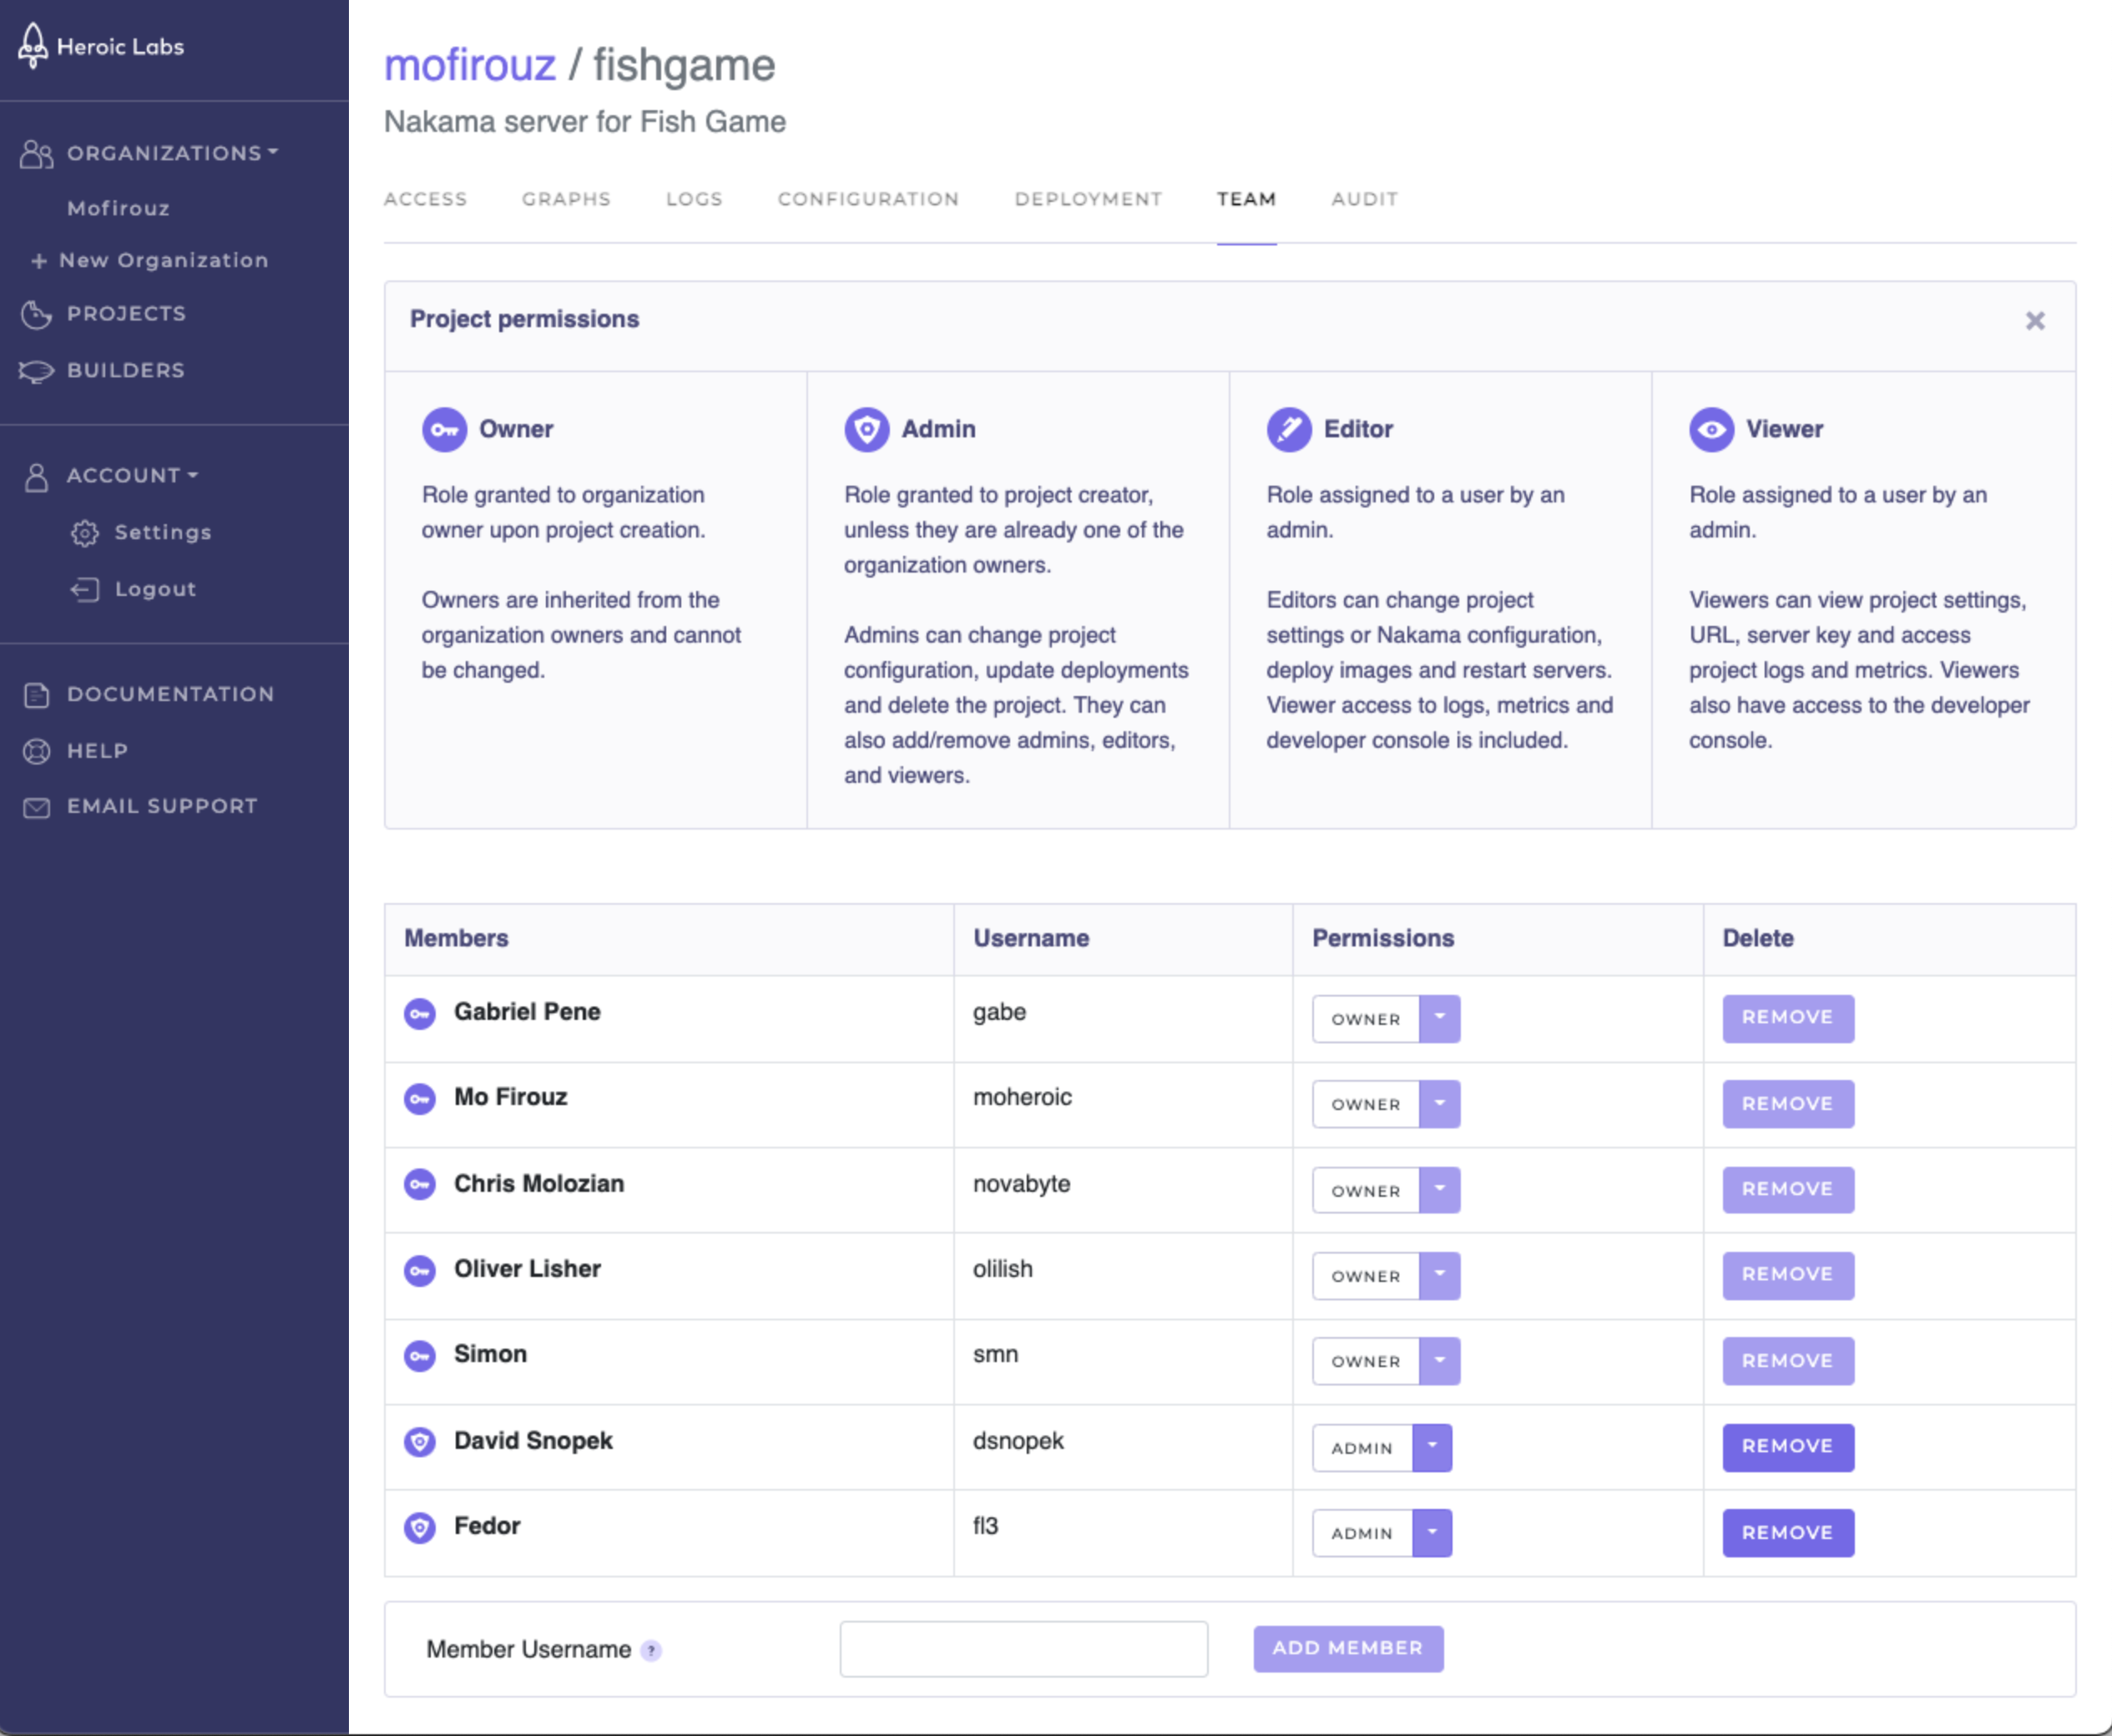 Heroic Labs
ORGANIZATIONS
Mofirouz
+ New Organization
PROJECTS
BUILDERS
ACCOUNT
Settings
Logout
DOCUMENTATION
HELP
EMAIL SUPPORT
mofirouz / fishgame
Nakama server for Fish Game
ACCESS GRAPHS LOGS CONFIGURATION DEPLOYMENT TEAM AUDIT
Project permissions
Owner
Role granted to organization
owner upon project creation.
Owners are inherited from the
organization owners and cannot
be changed.
Admin
Role granted to project creator,
unless they are already one of the
organization owners.
Admins can change project
configuration, update deployments
and delete the project. They can
also add/remove admins, editors,
and viewers.
Editor
Role assigned to a user by an
admin.
Editors can change project
settings or Nakama configuration,
deploy images and restart servers.
Viewer access to logs, metrics and
developer console is included.
Viewer
Role assigned to a user by an
admin.
Viewers can view project settings,
URL, server key and access
project logs and metrics. Viewers
also have access to the developer
console.
Members Username Permissions Delete
Gabriel Pene gabe OWNER REMOVE
Mo Firouz moheroic OWNER REMOVE
Chris Molozian novabyte OWNER REMOVE
Oliver Lisher olilish OWNER REMOVE
Simon smn OWNER REMOVE
David Snopek dsnopek ADMIN REMOVE
Fedor fl3 ADMIN REMOVE
Member Username ? ADD MEMBER